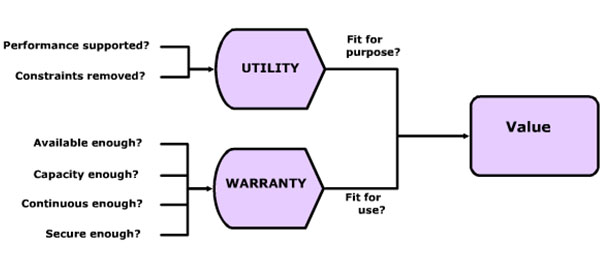 Performance supported?
Constraints removed?
UTILITY
Fit for
purpose?
Available enough?
Capacity enough?
Continuous enough?
Secure enough?
WARRANTY
Fit for
use?
Value